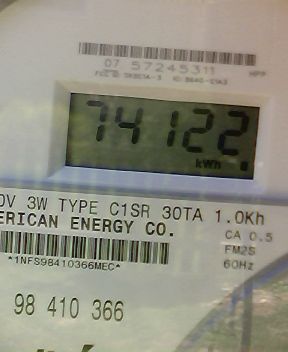 07 57245311 HPP
74122
kWh
0V 3W TYPE C1SR 30TA 1.0Kh
ERICAN ENERGY CO.
CA 0.5
FM2S
60Hz
*1NFS98410366MEC*
98 410 366